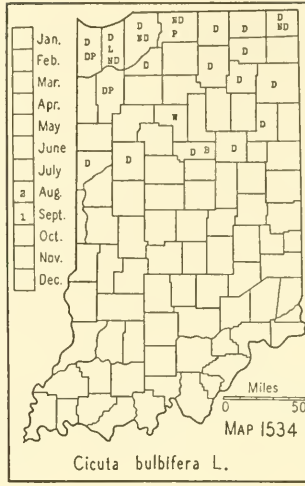 Jan.
Feb.
Mar.
Apr.
May
June
July
2 Aug.
1 Sept.
Oct.
Nov.
Dec.
D
DP
D
L
ND
D
ND
ND
P
D
D
D
ND
D
D
D
D
DP
W
D
D
D
D B
D
Miles
0 50
MAP 1534
Cicuta bulbifera L.